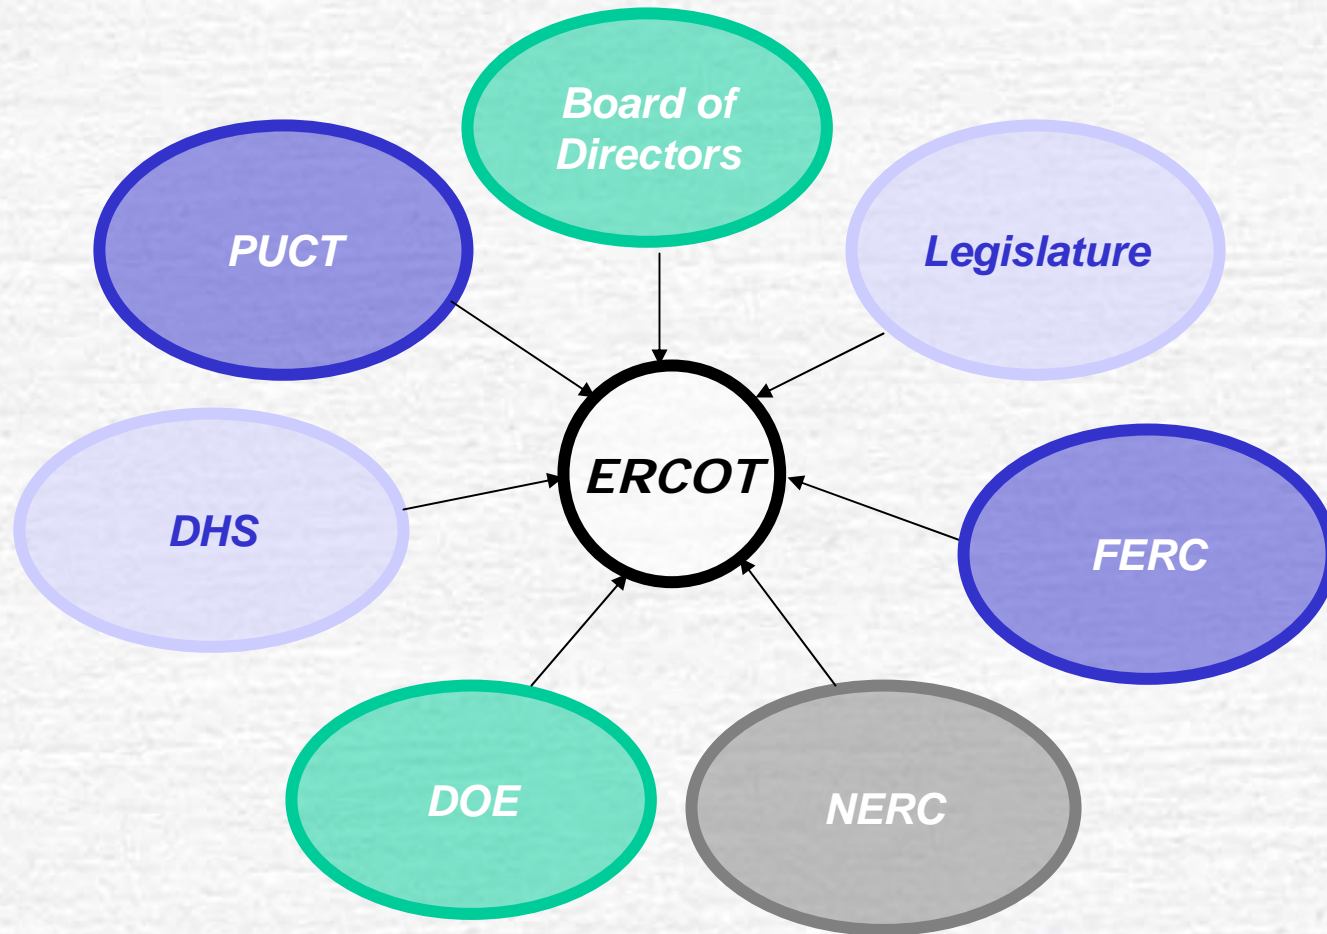 Board of
Directors
PUCT
Legislature
ERCOT
DHS
FERC
DOE
NERC